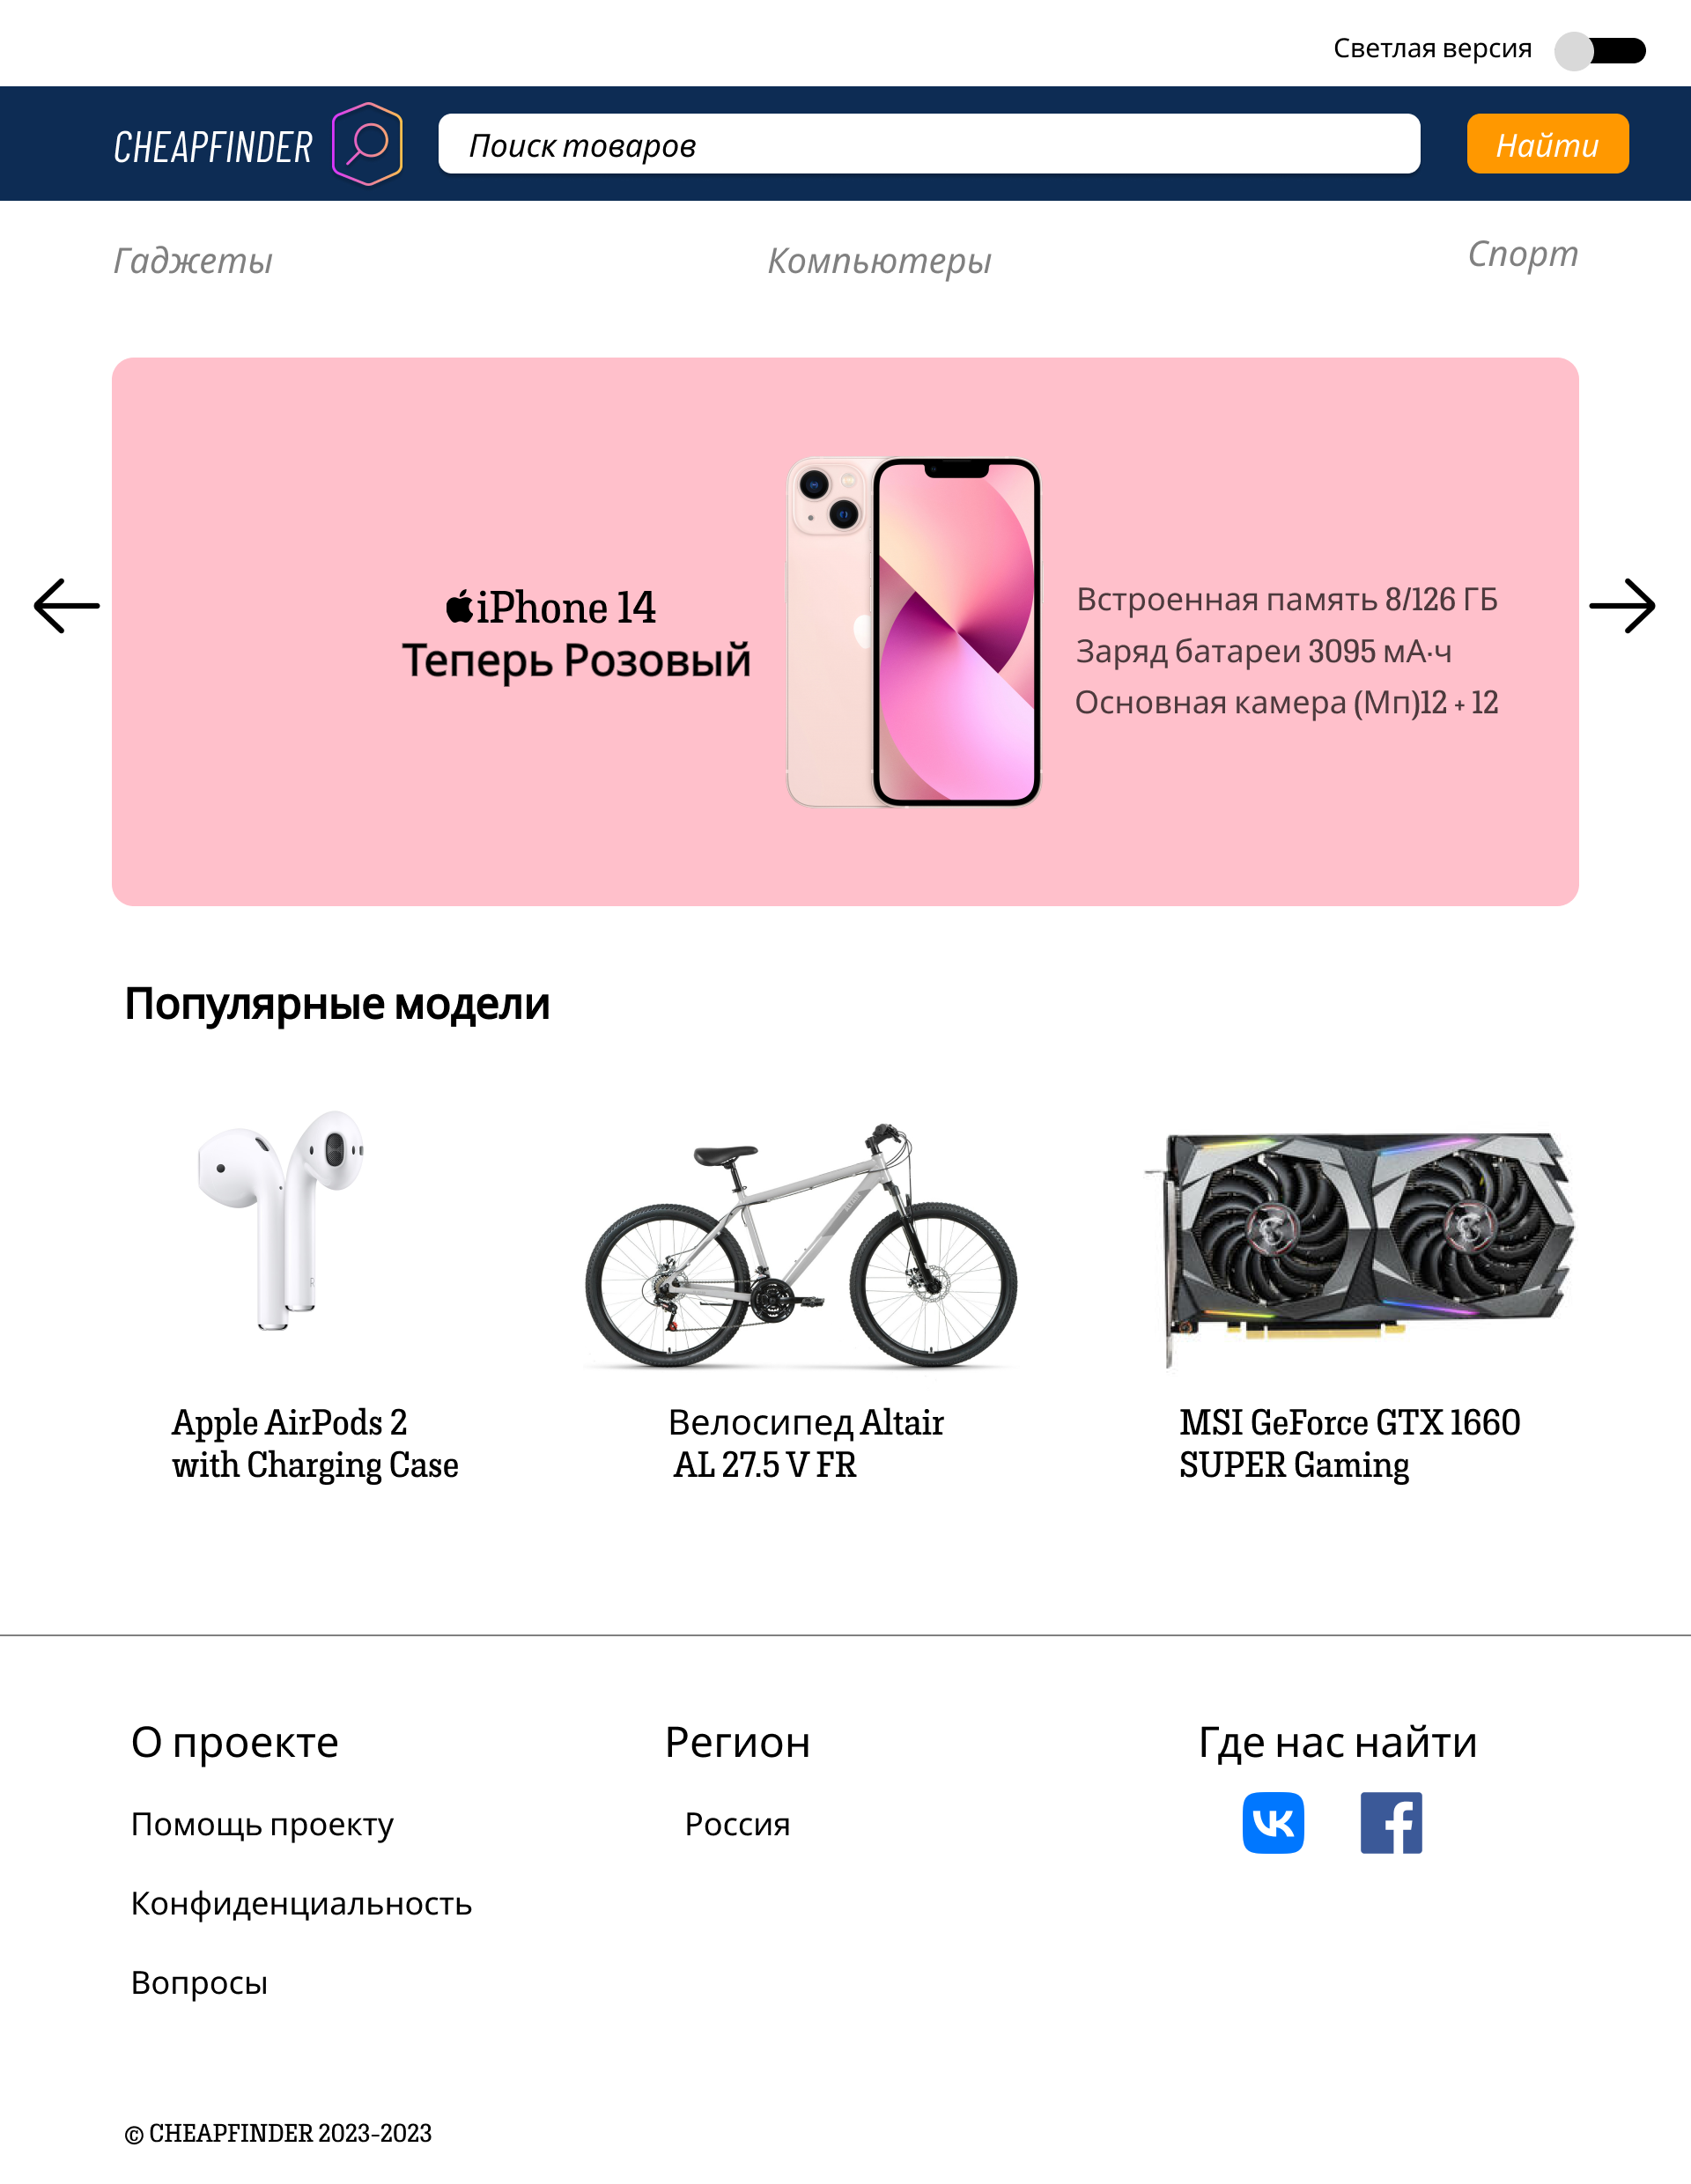 Светлая версия
CHEAPFINDER
Поиск товаров
Найти
Гаджеты
Компьютеры
Спорт
iPhone 14
Теперь Розовый
Встроенная память 8/126 ГБ
Заряд батареи 3095 мА·ч
Основная камера (Мп)12 + 12
Популярные модели
Apple AirPods 2
with Charging Case
Велосипед Altair
AL 27.5 V FR
MSI GeForce GTX 1660
SUPER Gaming
О проекте
Помощь проекту
Конфиденциальность
Вопросы
Регион
Россия
Где нас найти
© CHEAPFINDER 2023-2023